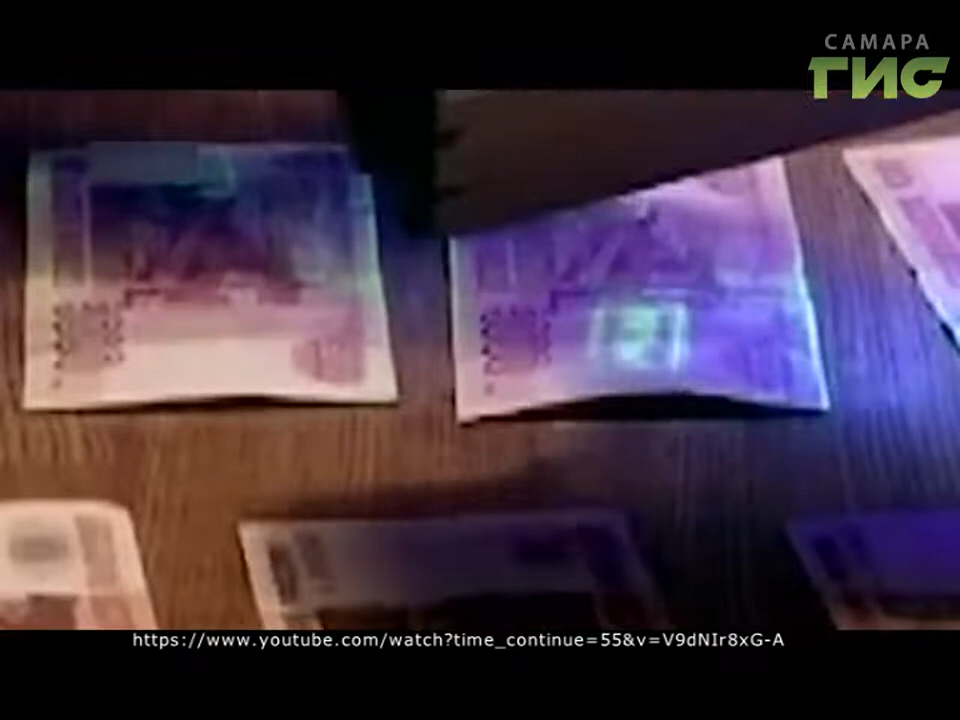 САМАРА
ГИС
https://www.youtube.com/watch?time_continue=55&v=V9dNIr8xG-A